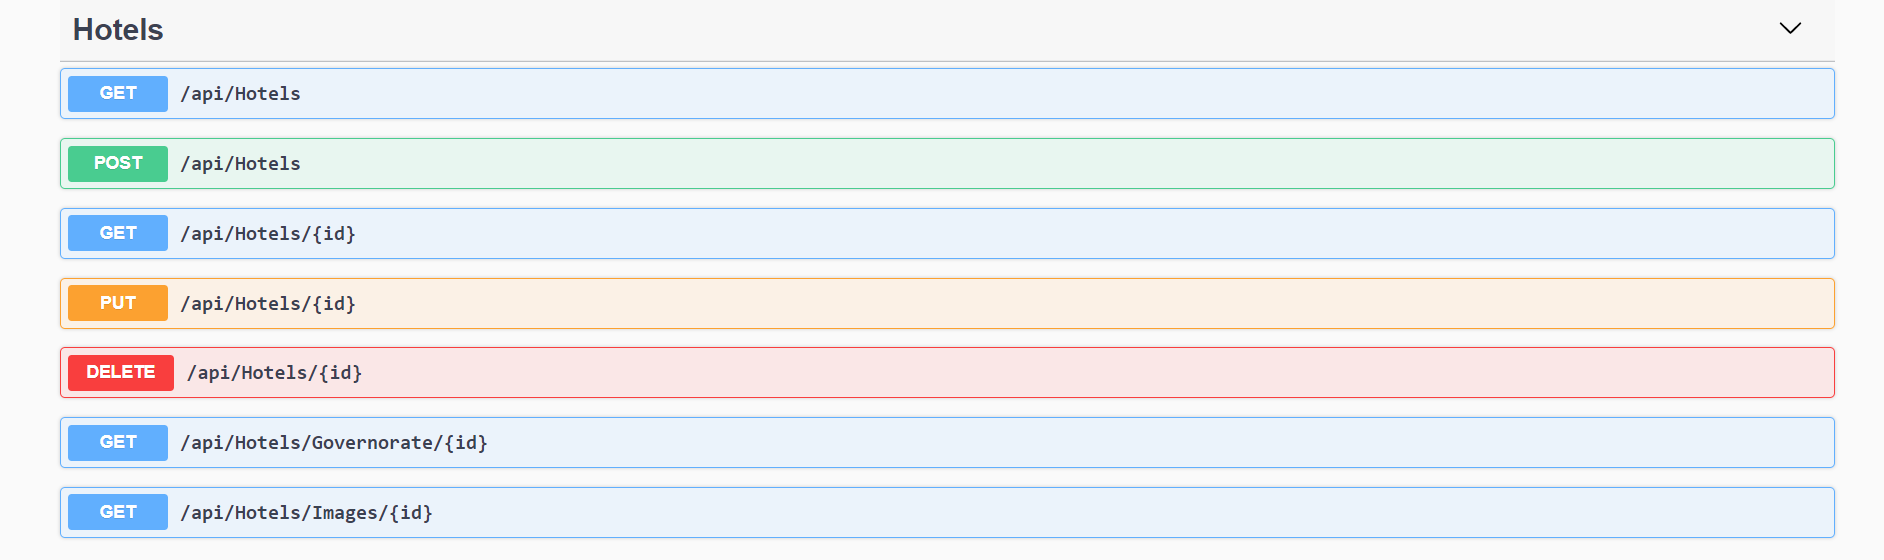 Hotels
GET /api/Hotels
POST /api/Hotels
GET /api/Hotels/{id}
PUT /api/Hotels/{id}
DELETE /api/Hotels/{id}
GET /api/Hotels/Governorate/{id}
GET /api/Hotels/Images/{id}